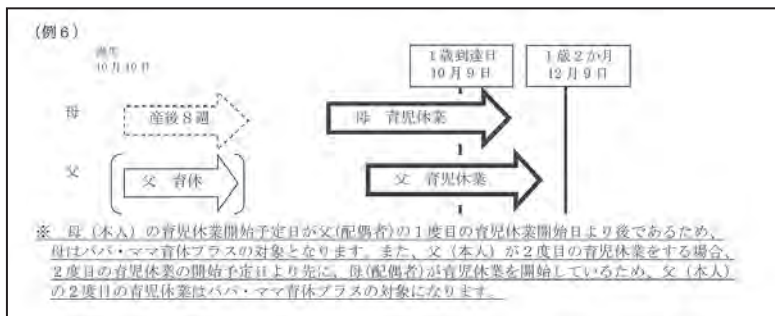 (例6)
出生
10月10日
1歳到達日
10月9日
1歳2か月
12月9日
母
産後8週
母 育児休業
父
父 育休
父 育児休業
※ 母(本人)の育児休業開始予定日が父(配偶者)の1度目の育児休業開始日より後であるため、
母はパパ・ママ育休プラスの対象となります。また、父(本人)が2度目の育児休業をする場合、
2度目の育児休業の開始予定日より先に、母(配偶者)が育児休業を開始しているため、父(本人)
の2度目の育児休業はパパ・ママ育休プラスの対象になります。